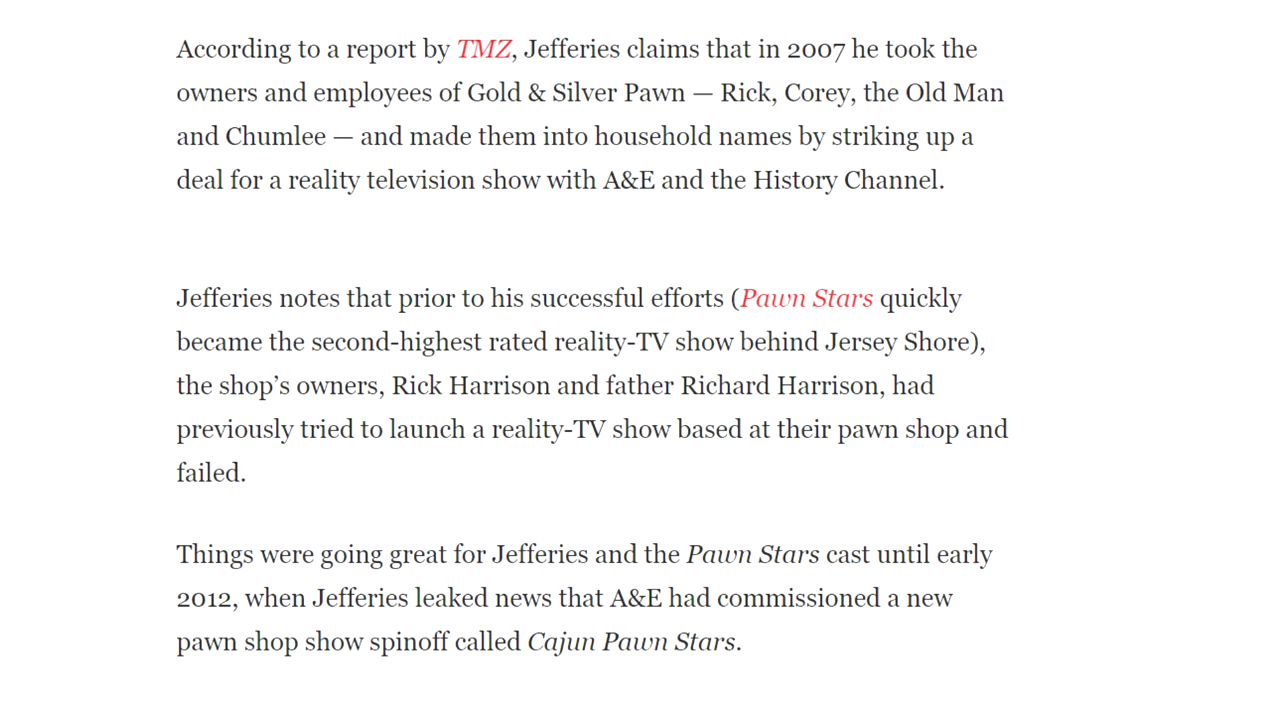 According to a report by TMZ, Jefferies claims that in 2007 he took the
owners and employees of Gold & Silver Pawn — Rick, Corey, the Old Man
and Chumlee — and made them into household names by striking up a
deal for a reality television show with A&E and the History Channel.
Jefferies notes that prior to his successful efforts (Pawn Stars quickly
became the second-highest rated reality-TV show behind Jersey Shore),
the shop’s owners, Rick Harrison and father Richard Harrison, had
previously tried to launch a reality-TV show based at their pawn shop and
failed.
Things were going great for Jefferies and the Pawn Stars cast until early
2012, when Jefferies leaked news that A&E had commissioned a new
pawn shop show spinoff called Cajun Pawn Stars.